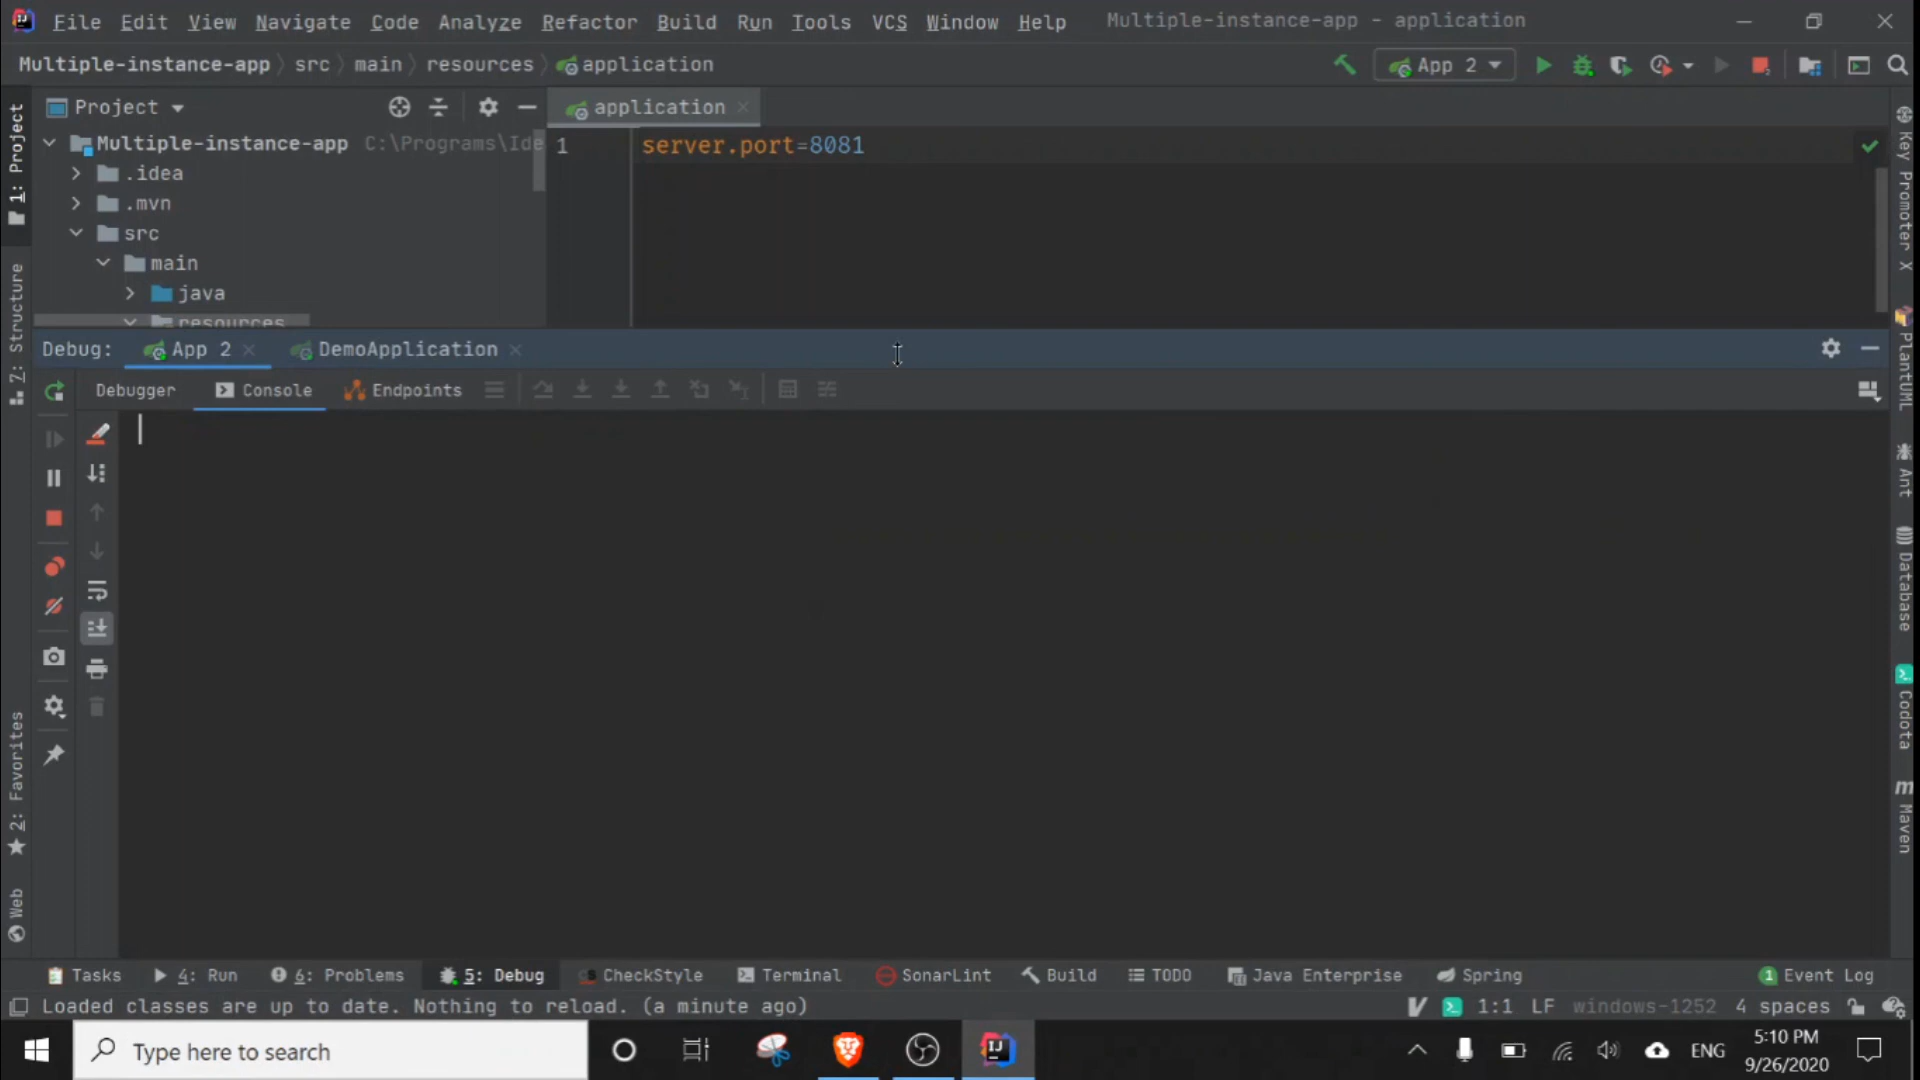 File Edit View Navigate Code Analyze Refactor Build Run Tools VCS Window Help Multiple-instance-app - application
Multiple-instance-app src main resources application App 2
Project application
1: Project
Multiple-instance-app C:\Programs\Ide
1 server.port=8081
.idea
.mvn
src
main
java
resources
Key Promoter X
7: Structure
Debug: App 2 DemoApplication
PlantUML
Debugger Console Endpoints
Ant
Database
Codota
Maven
2: Favorites
Web
Tasks 4: Run 6: Problems 5: Debug CheckStyle Terminal SonarLint Build TODO Java Enterprise Spring 1 Event Log
Loaded classes are up to date. Nothing to reload. (a minute ago) 1:1 LF windows-1252 4 spaces
Type here to search ENG 5:10 PM
9/26/2020